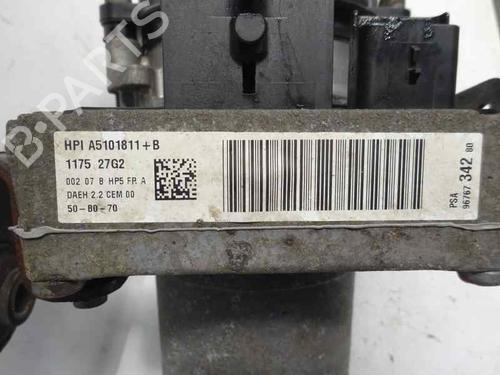 HPI A5101811+B
1175 27G2
002 07 B HP5 FR A
DAEH 2.2 CEM 00
50-80-70
PSA
96767 342 80
B-PARTS